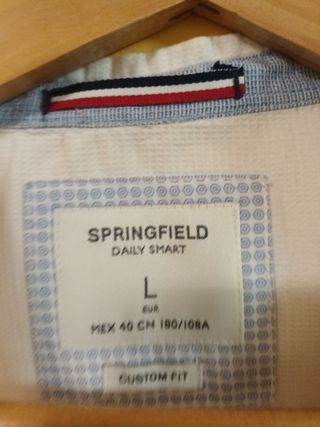 SPRINGFIELD
DAILY SMART
L
EUR
MEX 40 CN 180/108A
CUSTOM FIT